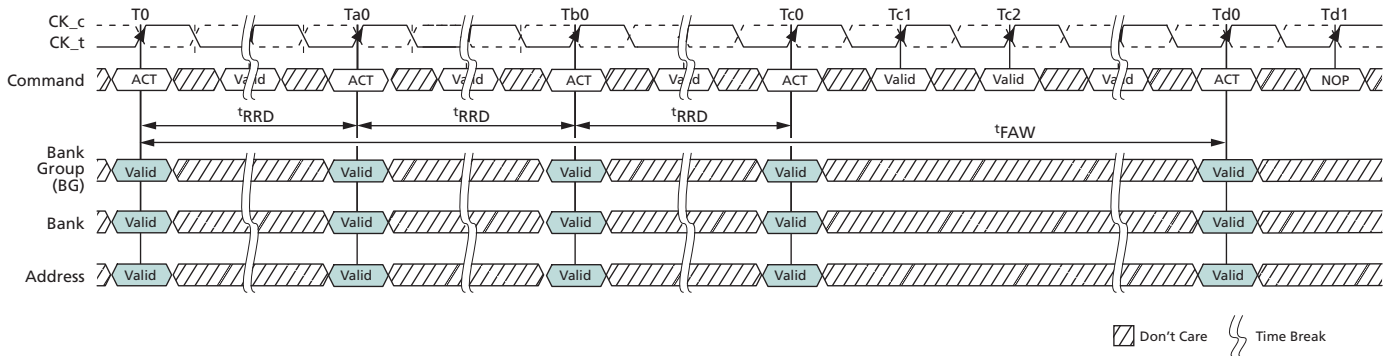 T0 Ta0 Tb0 Tc0 Tc1 Tc2 Td0 Td1
CK_c
CK_t
Command ACT Valid ACT Valid ACT Valid ACT Valid Valid Valid ACT NOP
tRRD tRRD tRRD
tFAW
Bank
Group
(BG)
Valid Valid Valid Valid Valid
Bank Valid Valid Valid Valid Valid
Address Valid Valid Valid Valid Valid
Don't Care Time Break